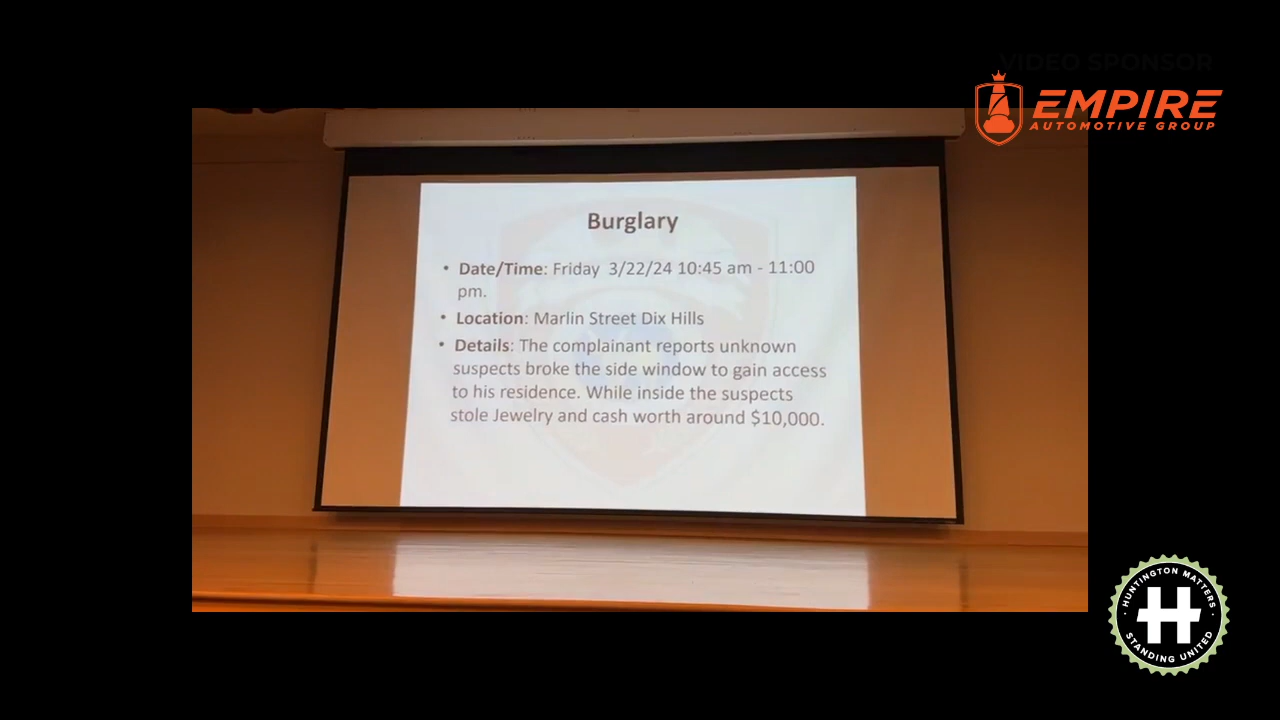 VIDEO SPONSOR
EMPIRE
AUTOMOTIVE GROUP
Burglary
• Date/Time: Friday 3/22/24 10:45 am - 11:00
pm.
• Location: Marlin Street Dix Hills
• Details: The complainant reports unknown
suspects broke the side window to gain access
to his residence. While inside the suspects
stole Jewelry and cash worth around $10,000.
HUNTINGTON MATTERS
H
STANDING UNITED